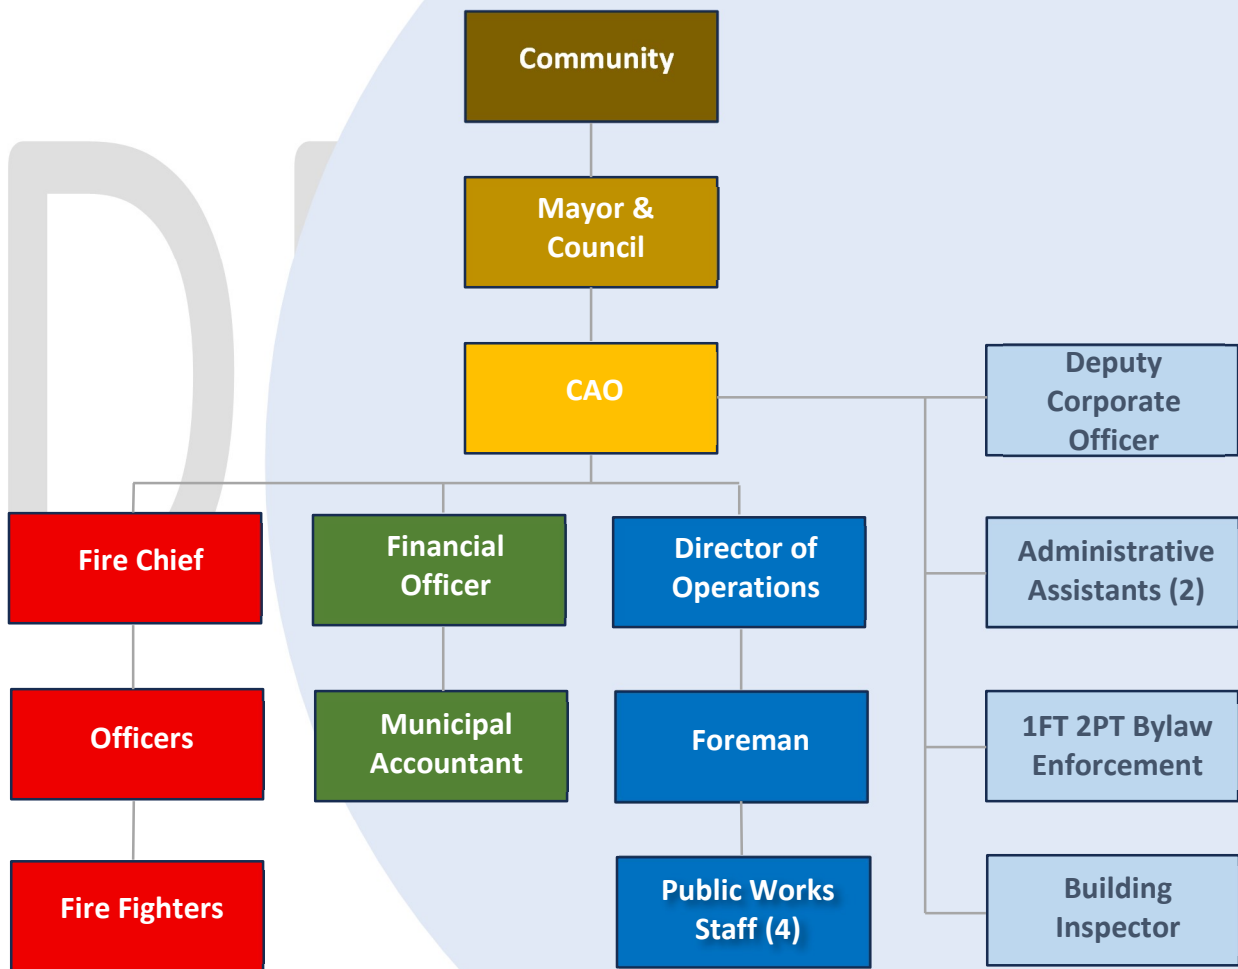 Community
Mayor &
Council
CAO
Deputy
Corporate
Officer
Fire Chief
Financial
Officer
Director of
Operations
Administrative
Assistants (2)
Officers
Municipal
Accountant
Foreman
1FT 2PT Bylaw
Enforcement
Fire Fighters
Public Works
Staff (4)
Building
Inspector